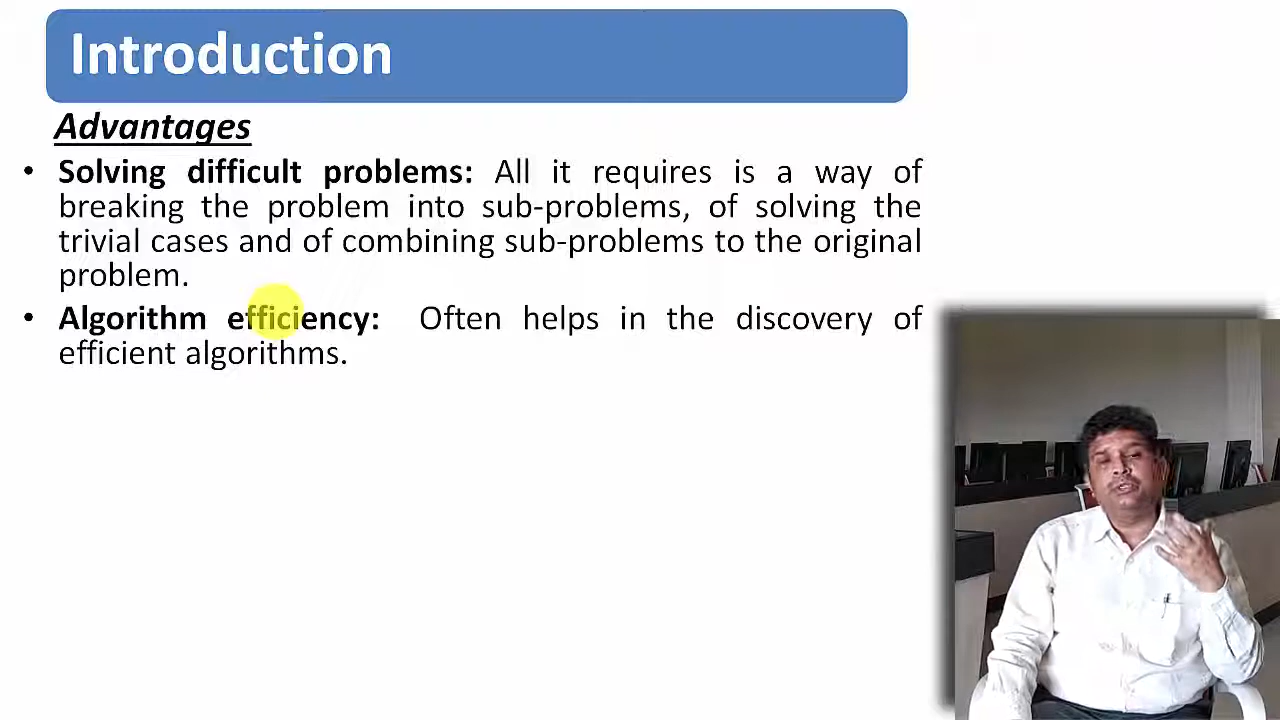 Introduction
Advantages
• Solving difficult problems: All it requires is a way of
breaking the problem into sub-problems, of solving the
trivial cases and of combining sub-problems to the original
problem.
• Algorithm efficiency: Often helps in the discovery of
efficient algorithms.